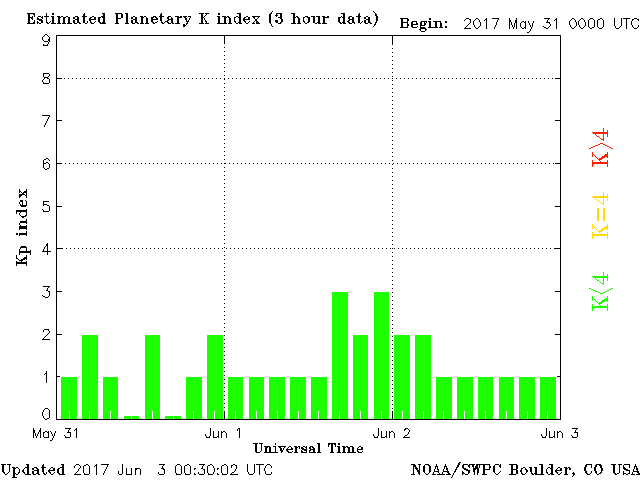 Estimated Planetary K index (3 hour data) Begin: 2017 May 31 0000 UTC
9
8
7
6
5
4
3
2
1
0
Kp index
K>4
K=4
K<4
May 31 Jun 1 Jun 2 Jun 3
Universal Time
Updated 2017 Jun 3 00:30:02 UTC NOAA/SWPC Boulder, CO USA